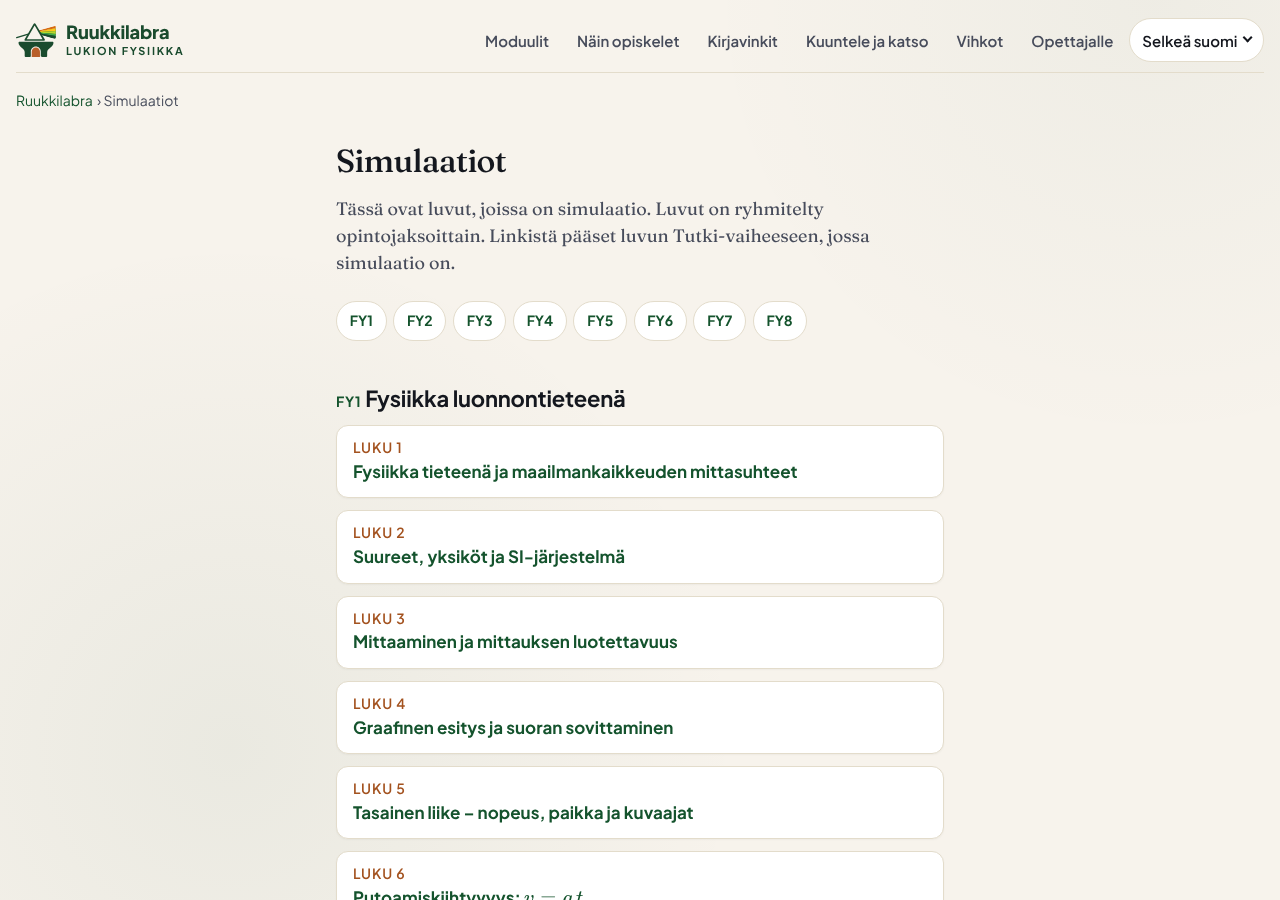 Ruukkilabra
LUKION FYSIIKKA
Moduulit
Näin opiskelet
Kirjavinkit
Kuuntele ja katso
Vihkot
Opettajalle
Selkeä suomi
Ruukkilabra › Simulaatiot
Simulaatiot
Tässä ovat luvut, joissa on simulaatio. Luvut on ryhmitelty
opintojaksoittain. Linkistä pääset luvun Tutki-vaiheeseen, jossa
simulaatio on.
FY1
FY2
FY3
FY4
FY5
FY6
FY7
FY8
FY1 Fysiikka luonnontieteenä
LUKU 1
Fysiikka tieteenä ja maailmankaikkeuden mittasuhteet
LUKU 2
Suureet, yksiköt ja SI-järjestelmä
LUKU 3
Mittaaminen ja mittauksen luotettavuus
LUKU 4
Graafinen esitys ja suoran sovittaminen
LUKU 5
Tasainen liike – nopeus, paikka ja kuvaajat
LUKU 6
Putoamiskiihtyvyys: v = at